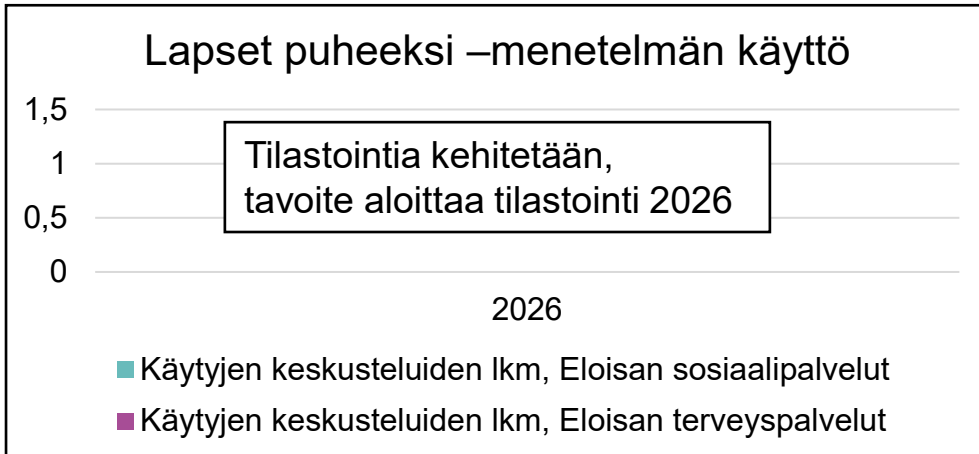 Lapset puheeksi –menetelmän käyttö
1,5
1
0,5
0
Tilastointia kehitetään,
tavoite aloittaa tilastointi 2026
2026
Käytyjen keskusteluiden lkm, Eloisan sosiaalipalvelut
Käytyjen keskusteluiden lkm, Eloisan terveyspalvelut